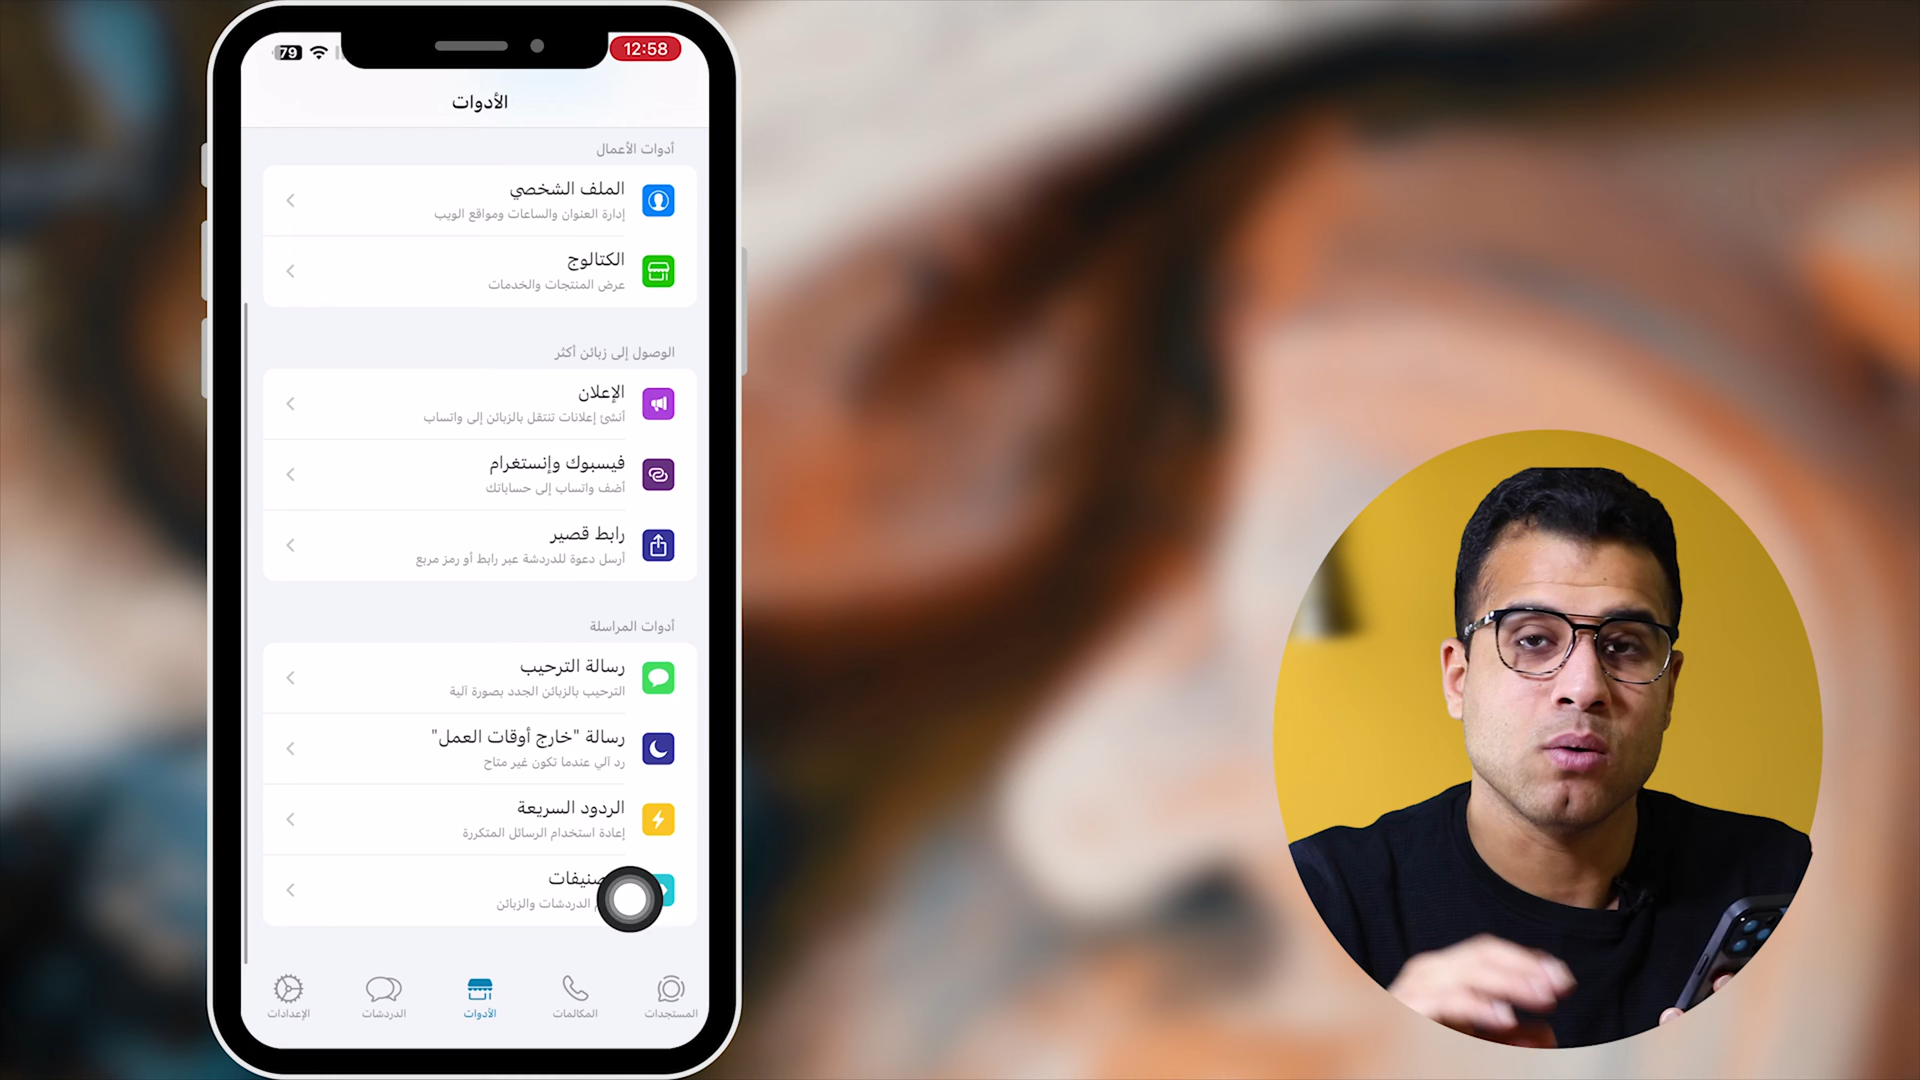 79
12:58
الأدوات
أدوات الأعمال
الملف الشخصي
إدارة العنوان والساعات ومواقع الويب
الكتالوج
عرض المنتجات والخدمات
الوصول إلى زبائن أكثر
الإعلان
أنشئ إعلانات تنتقل بالزبائن إلى واتساب
فيسبوك وإنستغرام
أضف واتساب إلى حساباتك
رابط قصير
أرسل دعوة للدردشة عبر رابط أو رمز مربع
أدوات المراسلة
رسالة الترحيب
الترحيب بالزبائن الجدد بصورة آلية
رسالة "خارج أوقات العمل"
رد آلي عندما تكون غير متاح
الردود السريعة
إعادة استخدام الرسائل المتكررة
الدردشات والزبائن
المستجدات
المكالمات
الأدوات
الدردشات
الإعدادات